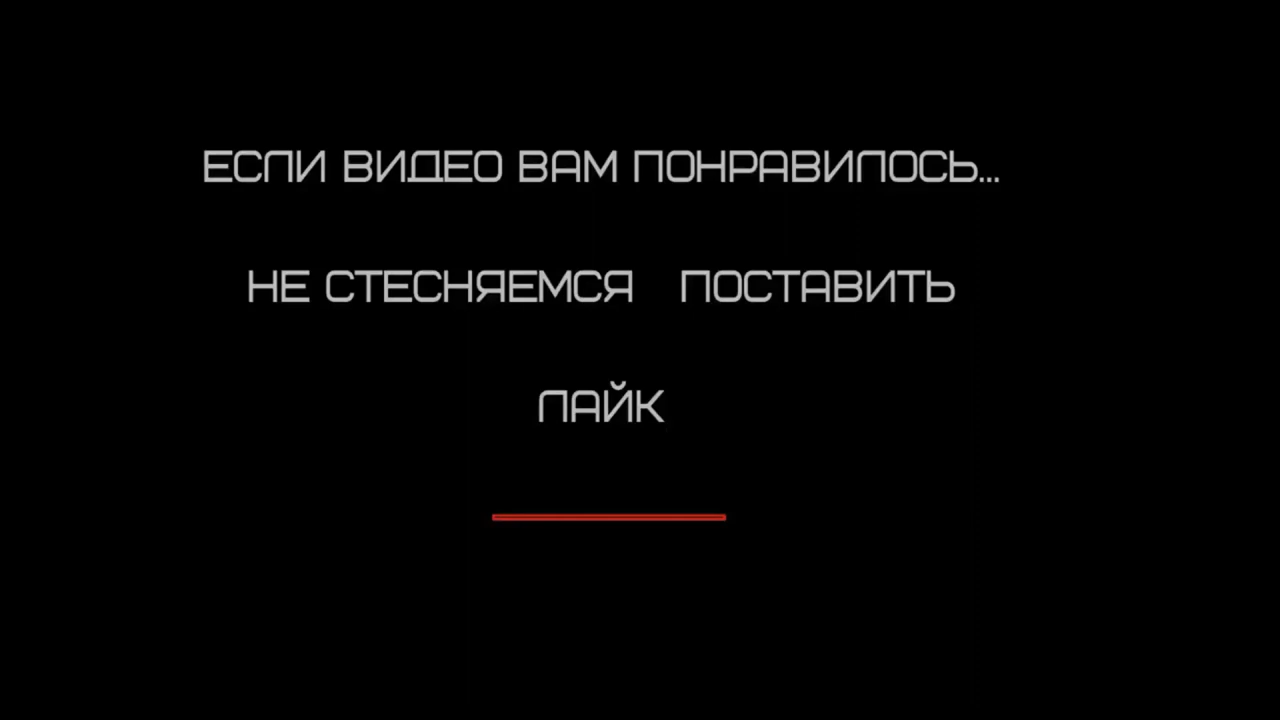 ЕСЛИ ВИДЕО ВАМ ПОНРАВИЛОСЬ...
НЕ СТЕСНЯЕМСЯ ПОСТАВИТЬ
ЛАЙК